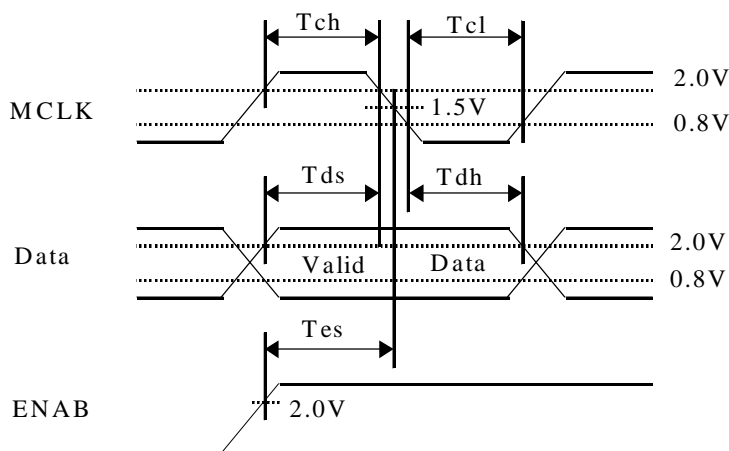 Tch Tcl
2.0V
MCLK 1.5V
0.8V
Tds Tdh
2.0V
Data Valid Data
0.8V
Tes
ENAB 2.0V